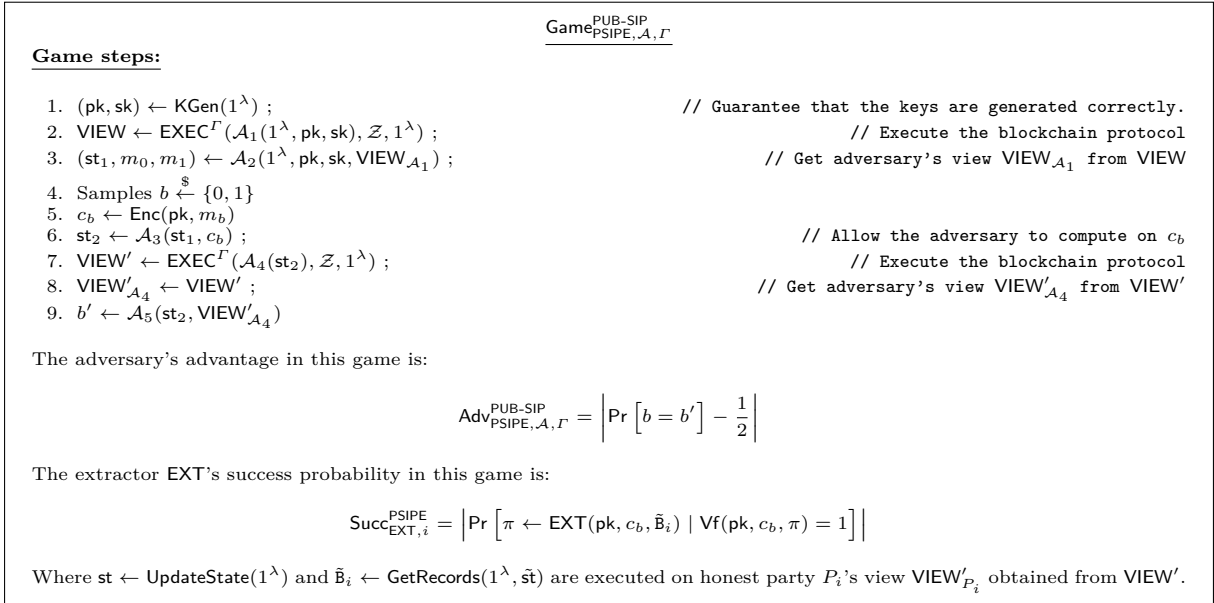 Game^{PUB-SIP}_{PSIPE, 𝒜, Γ}
Game steps:
1. (pk, sk) ← KGen(1^λ) ; // Guarantee that the keys are generated correctly.
2. VIEW ← EXEC^Γ(𝒜_1(1^λ, pk, sk), 𝒵, 1^λ) ; // Execute the blockchain protocol
3. (st_1, m_0, m_1) ← 𝒜_2(1^λ, pk, sk, VIEW_{𝒜_1}) ; // Get adversary's view VIEW_{𝒜_1} from VIEW
4. Samples b ←^$ {0, 1}
5. c_b ← Enc(pk, m_b)
6. st_2 ← 𝒜_3(st_1, c_b) ; // Allow the adversary to compute on c_b
7. VIEW' ← EXEC^Γ(𝒜_4(st_2), 𝒵, 1^λ) ; // Execute the blockchain protocol
8. VIEW'_{𝒜_4} ← VIEW' ; // Get adversary's view VIEW'_{𝒜_4} from VIEW'
9. b' ← 𝒜_5(st_2, VIEW'_{𝒜_4})
The adversary's advantage in this game is:
Adv^{PUB-SIP}_{PSIPE, 𝒜, Γ} = |Pr [b = b'] − 1/2|
The extractor EXT's success probability in this game is:
Succ^{PSIPE}_{EXT, i} = |Pr [π ← EXT(pk, c_b, B̃_i) | Vf(pk, c_b, π) = 1]|
Where st ← UpdateState(1^λ) and B̃_i ← GetRecords(1^λ, s̃t) are executed on honest party P_i's view VIEW'_{P_i} obtained from VIEW'.